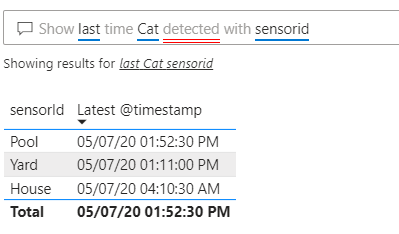 Show last time Cat detected with sensorid
Showing results for last Cat sensorid
sensorId Latest @timestamp
Pool 05/07/20 01:52:30 PM
Yard 05/07/20 01:11:00 PM
House 05/07/20 04:10:30 AM
Total 05/07/20 01:52:30 PM